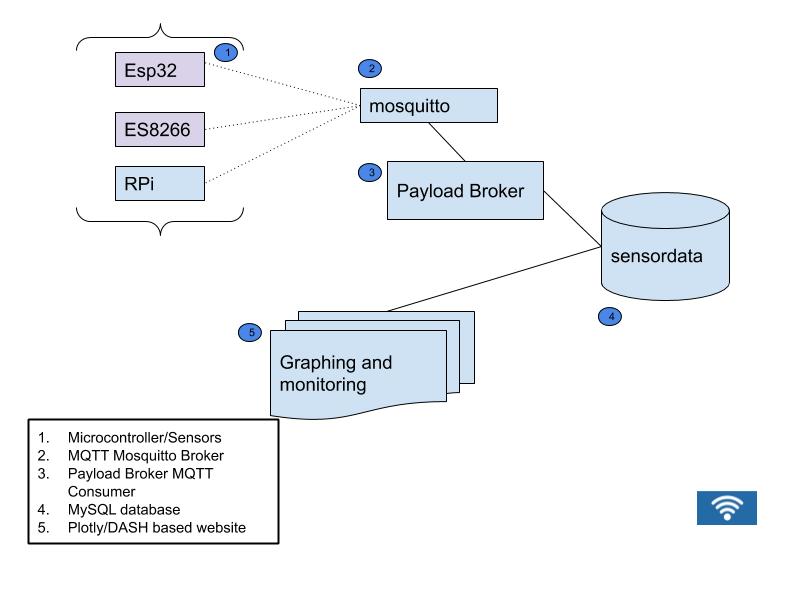 Esp32
1
2
mosquitto
ES8266
3
RPi
Payload Broker
sensordata
4
5
Graphing and
monitoring
1. Microcontroller/Sensors
2. MQTT Mosquitto Broker
3. Payload Broker MQTT
Consumer
4. MySQL database
5. Plotly/DASH based website